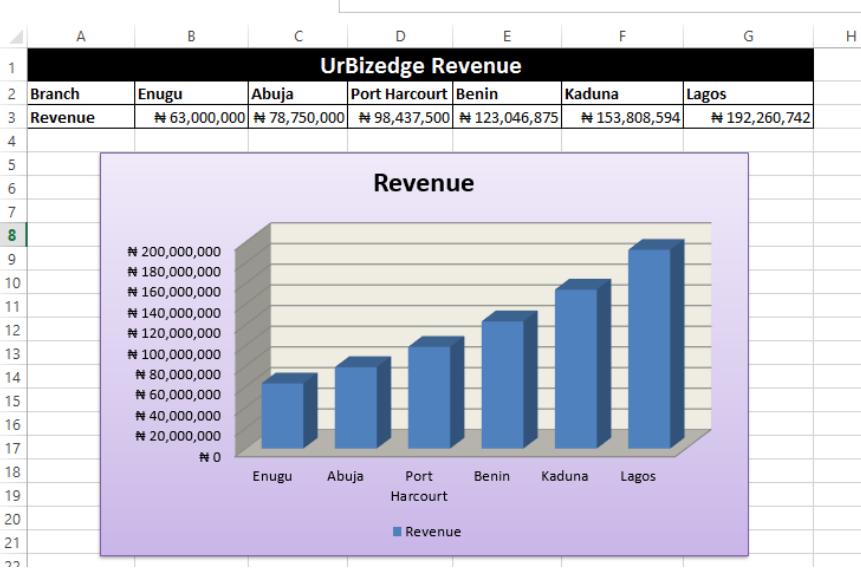 A B C D E F G H
1 UrBizedge Revenue
2 Branch Enugu Abuja Port Harcourt Benin Kaduna Lagos
3 Revenue ₦ 63,000,000 ₦ 78,750,000 ₦ 98,437,500 ₦ 123,046,875 ₦ 153,808,594 ₦ 192,260,742
4
5
6 Revenue
7
8
9 ₦ 200,000,000
₦ 180,000,000
10 ₦ 160,000,000
11 ₦ 140,000,000
12 ₦ 120,000,000
13 ₦ 100,000,000
14 ₦ 80,000,000
15 ₦ 60,000,000
16 ₦ 40,000,000
17 ₦ 20,000,000
₦ 0
18 Enugu Abuja Port Benin Kaduna Lagos
19 Harcourt
20
21 Revenue
22